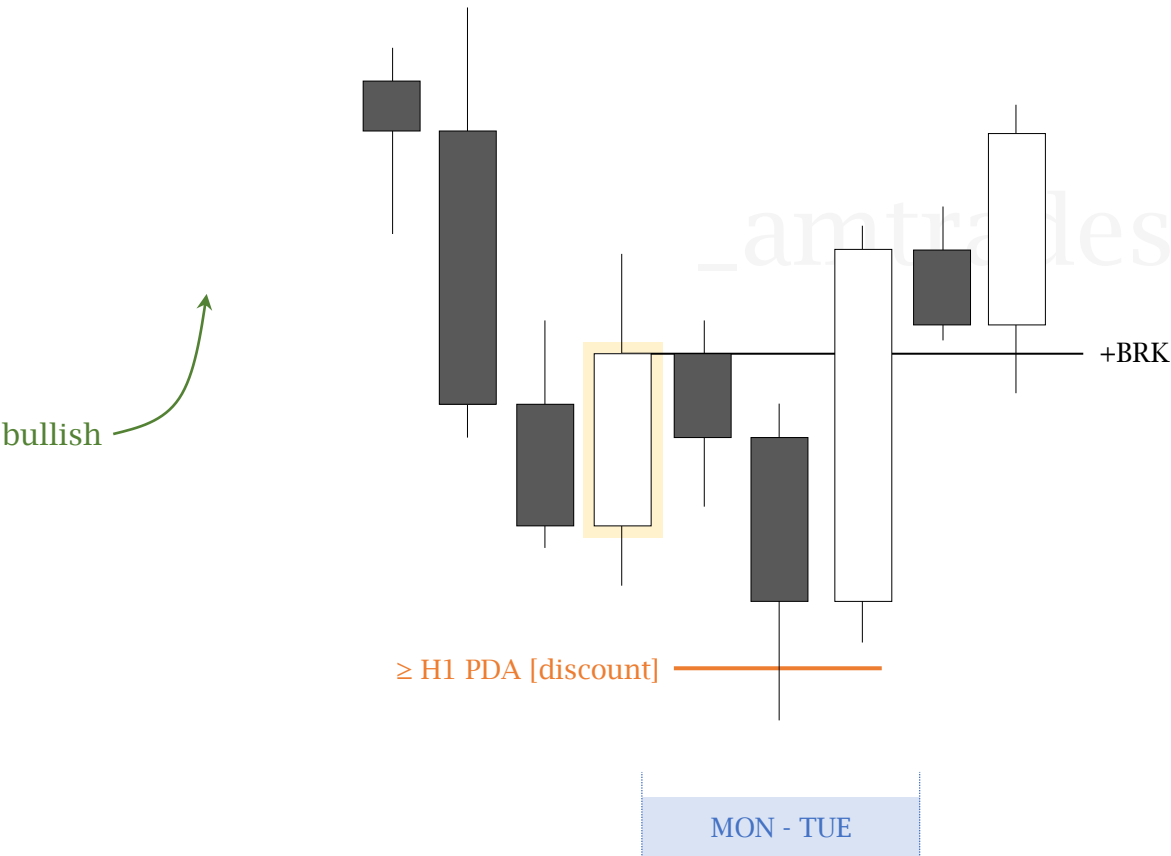 _amtrades
+BRK
bullish
≥ H1 PDA [discount]
MON - TUE